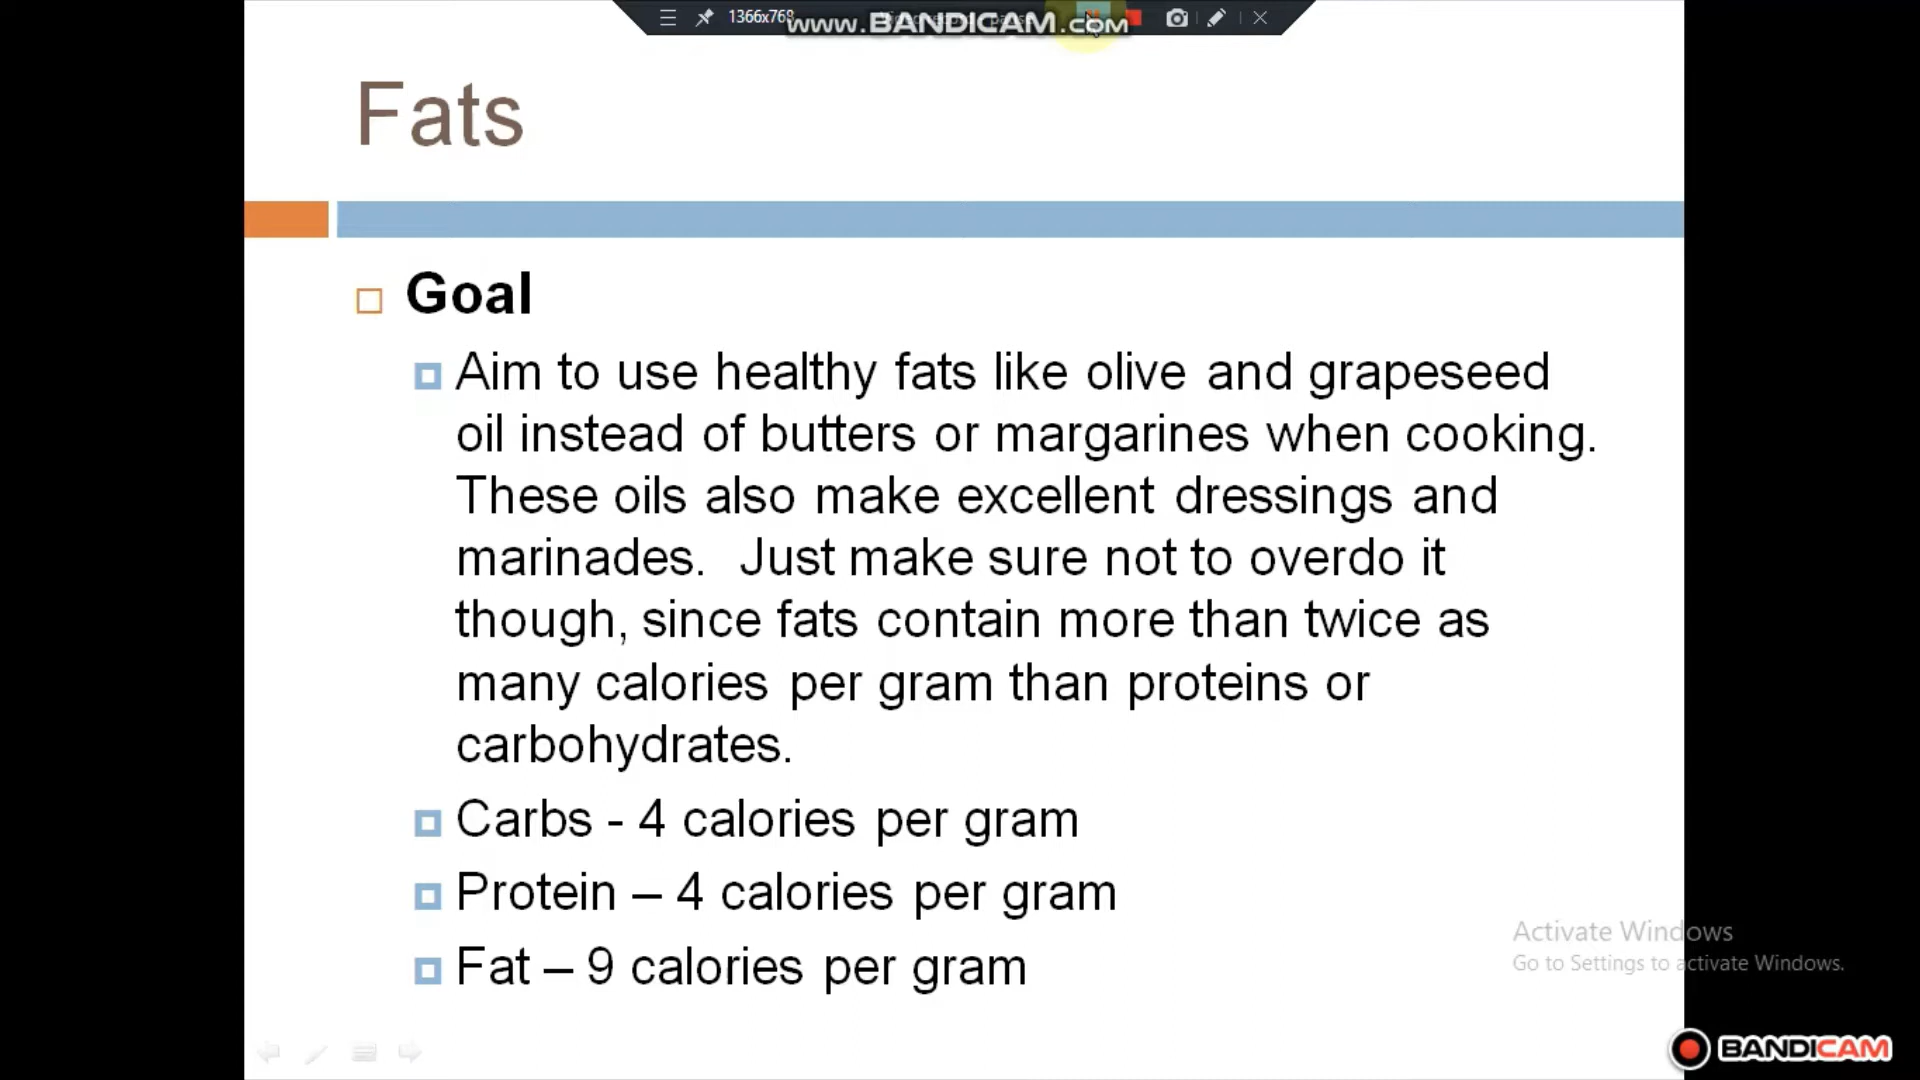 1366x768
www.BANDICAM.COM
Fats
Goal
Aim to use healthy fats like olive and grapeseed
oil instead of butters or margarines when cooking.
These oils also make excellent dressings and
marinades. Just make sure not to overdo it
though, since fats contain more than twice as
many calories per gram than proteins or
carbohydrates.
Carbs - 4 calories per gram
Protein – 4 calories per gram
Fat – 9 calories per gram
Activate Windows
Go to Settings to activate Windows.
BANDICAM